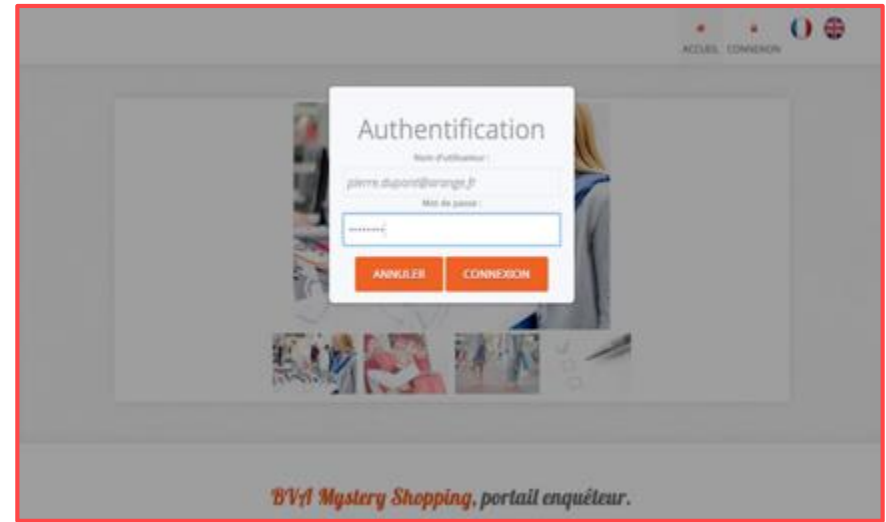 ACCUEIL CONNEXION
Authentification
Nom d'utilisateur :
pierre.dupont@orange.fr
Mot de passe :
••••••••
ANNULER CONNEXION
BVA Mystery Shopping, portail enquêteur.